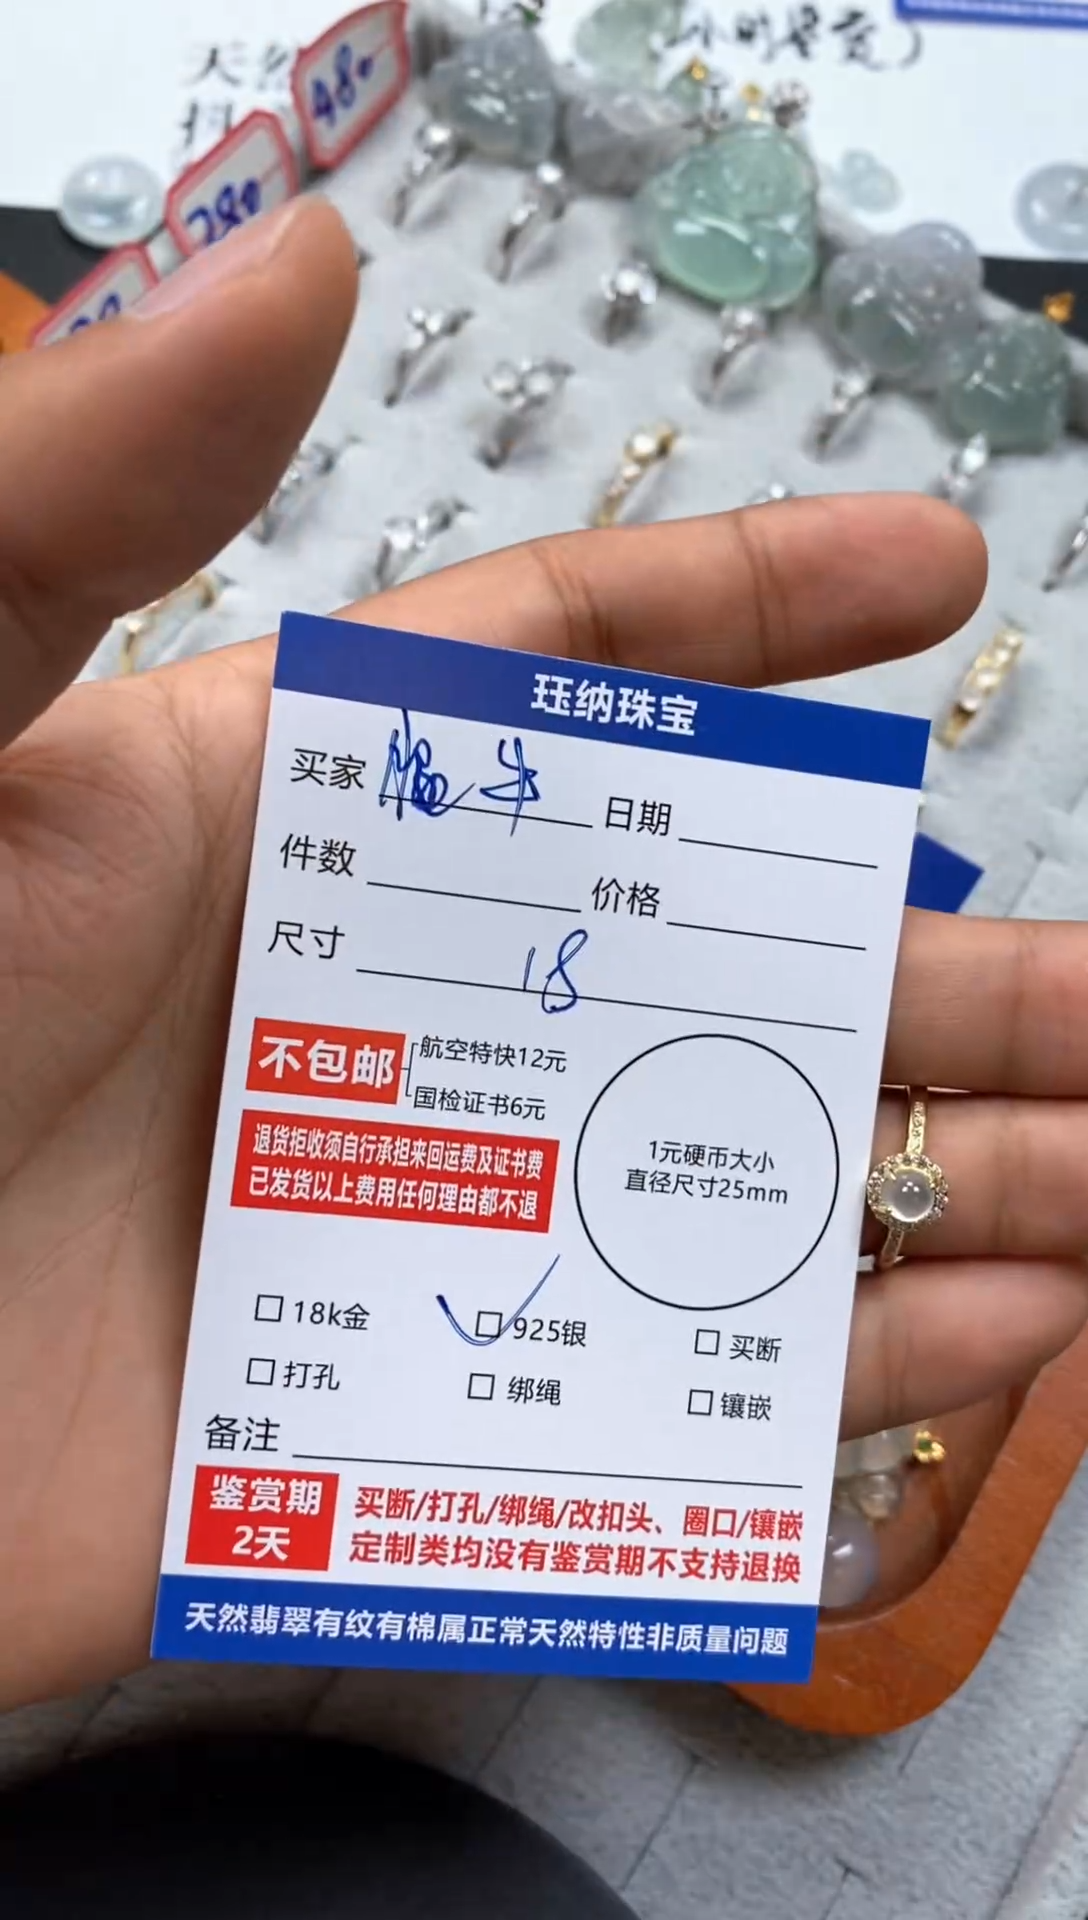 天然
480
280
珏纳珠宝
买家 蜗牛 日期
件数 价格
尺寸 18
不包邮 航空特快12元
国检证书6元
退货拒收须自行承担来回运费及证书费
已发货以上费用任何理由都不退
1元硬币大小
直径尺寸25mm
18k金 925银 买断
打孔 绑绳 镶嵌
备注
鉴赏期
2天
买断/打孔/绑绳/改扣头、圈口/镶嵌
定制类均没有鉴赏期不支持退换
天然翡翠有纹有棉属正常天然特性非质量问题